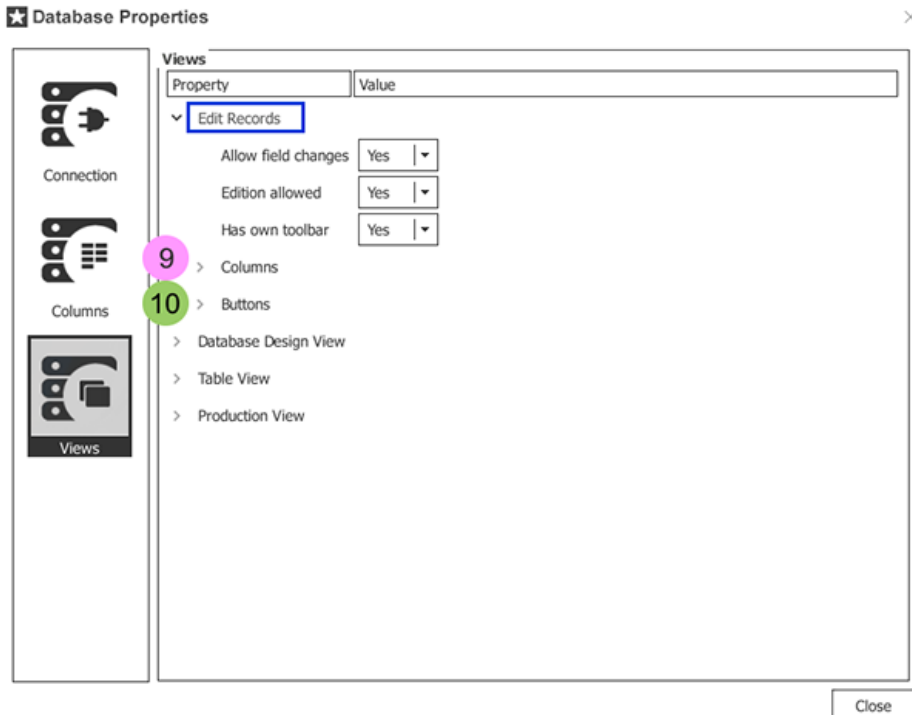 Database Properties
Views
Property Value
Edit Records
Allow field changes Yes
Edition allowed Yes
Has own toolbar Yes
9 Columns
10 Buttons
Database Design View
Table View
Production View
Connection
Columns
Views
Close